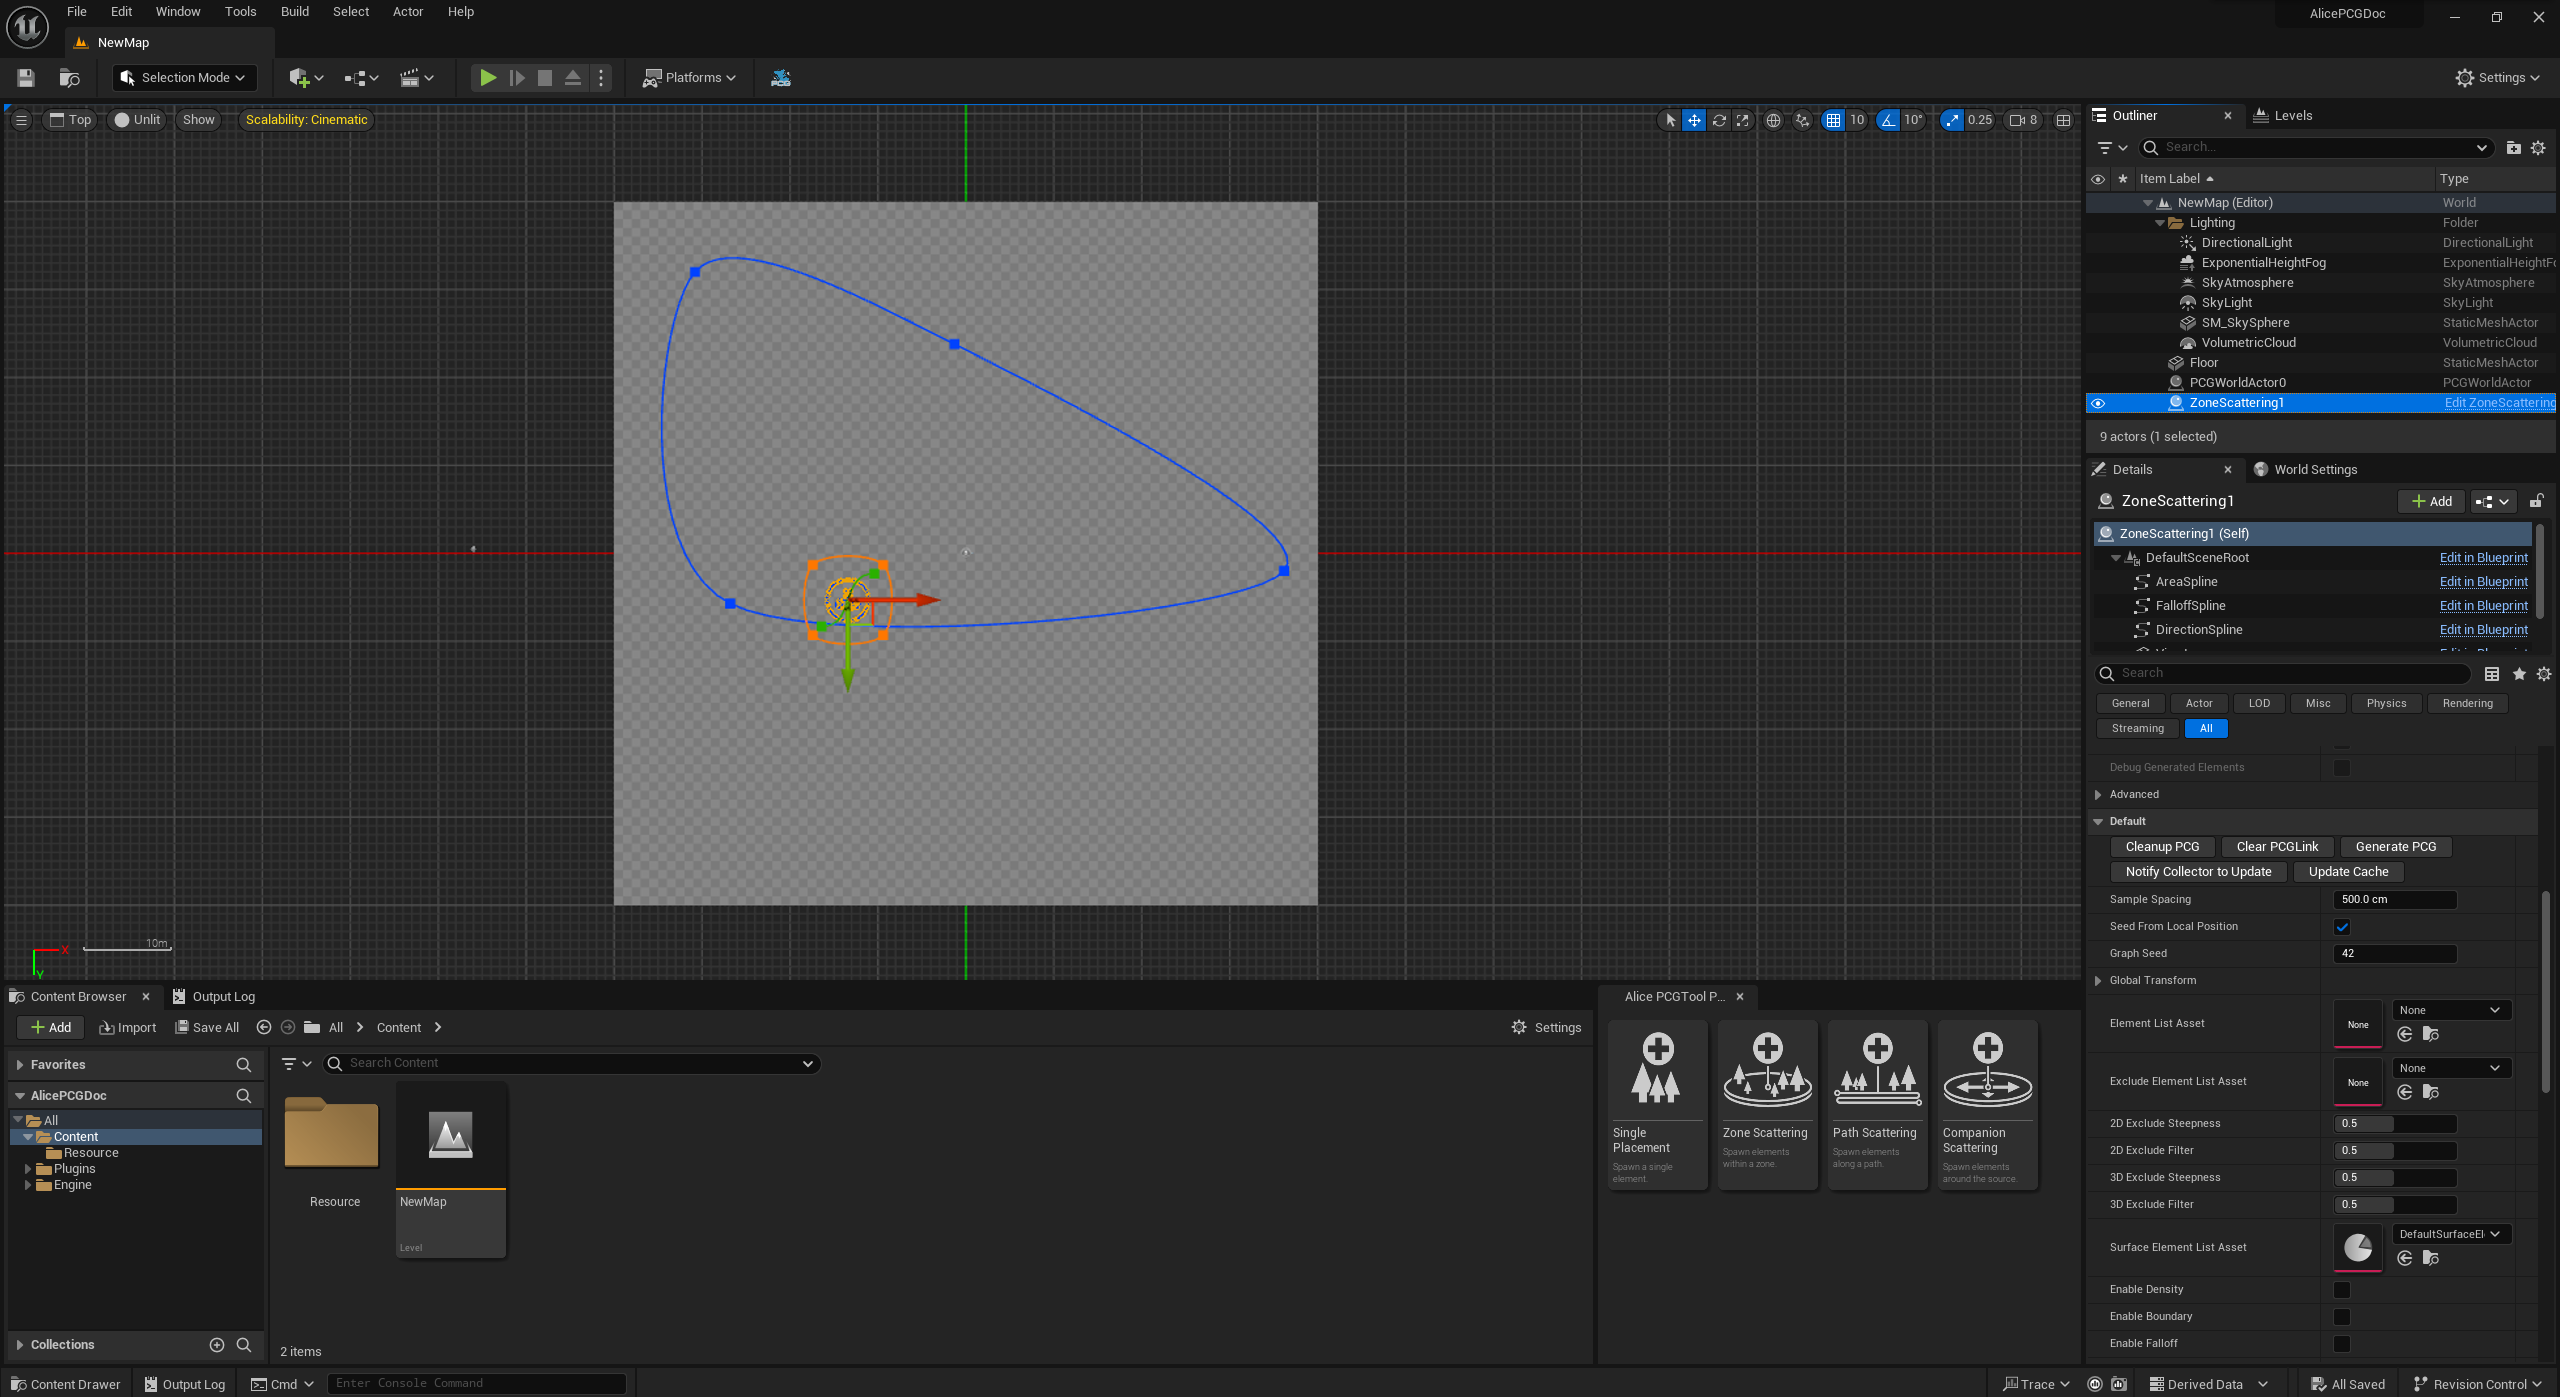 File Edit Window Tools Build Select Actor Help
AlicePCGDoc
NewMap
Selection Mode
Platforms
Settings
Top Unlit Show Scalability: Cinematic
10 10° 0.25 8
X
Y
10m
Outliner Levels
Search...
Item Label Type
NewMap (Editor) World
Lighting Folder
DirectionalLight DirectionalLight
ExponentialHeightFog ExponentialHeightFo
SkyAtmosphere SkyAtmosphere
SkyLight SkyLight
SM_SkySphere StaticMeshActor
VolumetricCloud VolumetricCloud
Floor StaticMeshActor
PCGWorldActor0 PCGWorldActor
ZoneScattering1 Edit ZoneScattering
9 actors (1 selected)
Details World Settings
ZoneScattering1 Add
ZoneScattering1 (Self)
DefaultSceneRoot Edit in Blueprint
AreaSpline Edit in Blueprint
FalloffSpline Edit in Blueprint
DirectionSpline Edit in Blueprint
Search
General Actor LOD Misc Physics Rendering
Streaming All
Debug Generated Elements
Advanced
Default
Cleanup PCG Clear PCGLink Generate PCG
Notify Collector to Update Update Cache
Sample Spacing 500.0 cm
Seed From Local Position
Graph Seed 42
Global Transform
Element List Asset None None
Exclude Element List Asset None None
2D Exclude Steepness 0.5
2D Exclude Filter 0.5
3D Exclude Steepness 0.5
3D Exclude Filter 0.5
Surface Element List Asset DefaultSurfaceEl
Enable Density
Enable Boundary
Enable Falloff
Content Browser Output Log
Add Import Save All All Content Settings
Favorites
AlicePCGDoc
All
Content
Resource
Plugins
Engine
Collections
Search Content
Resource
NewMap
Level
2 items
Alice PCGTool P...
Single Placement
Spawn a single element.
Zone Scattering
Spawn elements within a zone.
Path Scattering
Spawn elements along a path.
Companion Scattering
Spawn elements around the source.
Content Drawer Output Log Cmd Enter Console Command
Trace Derived Data All Saved Revision Control